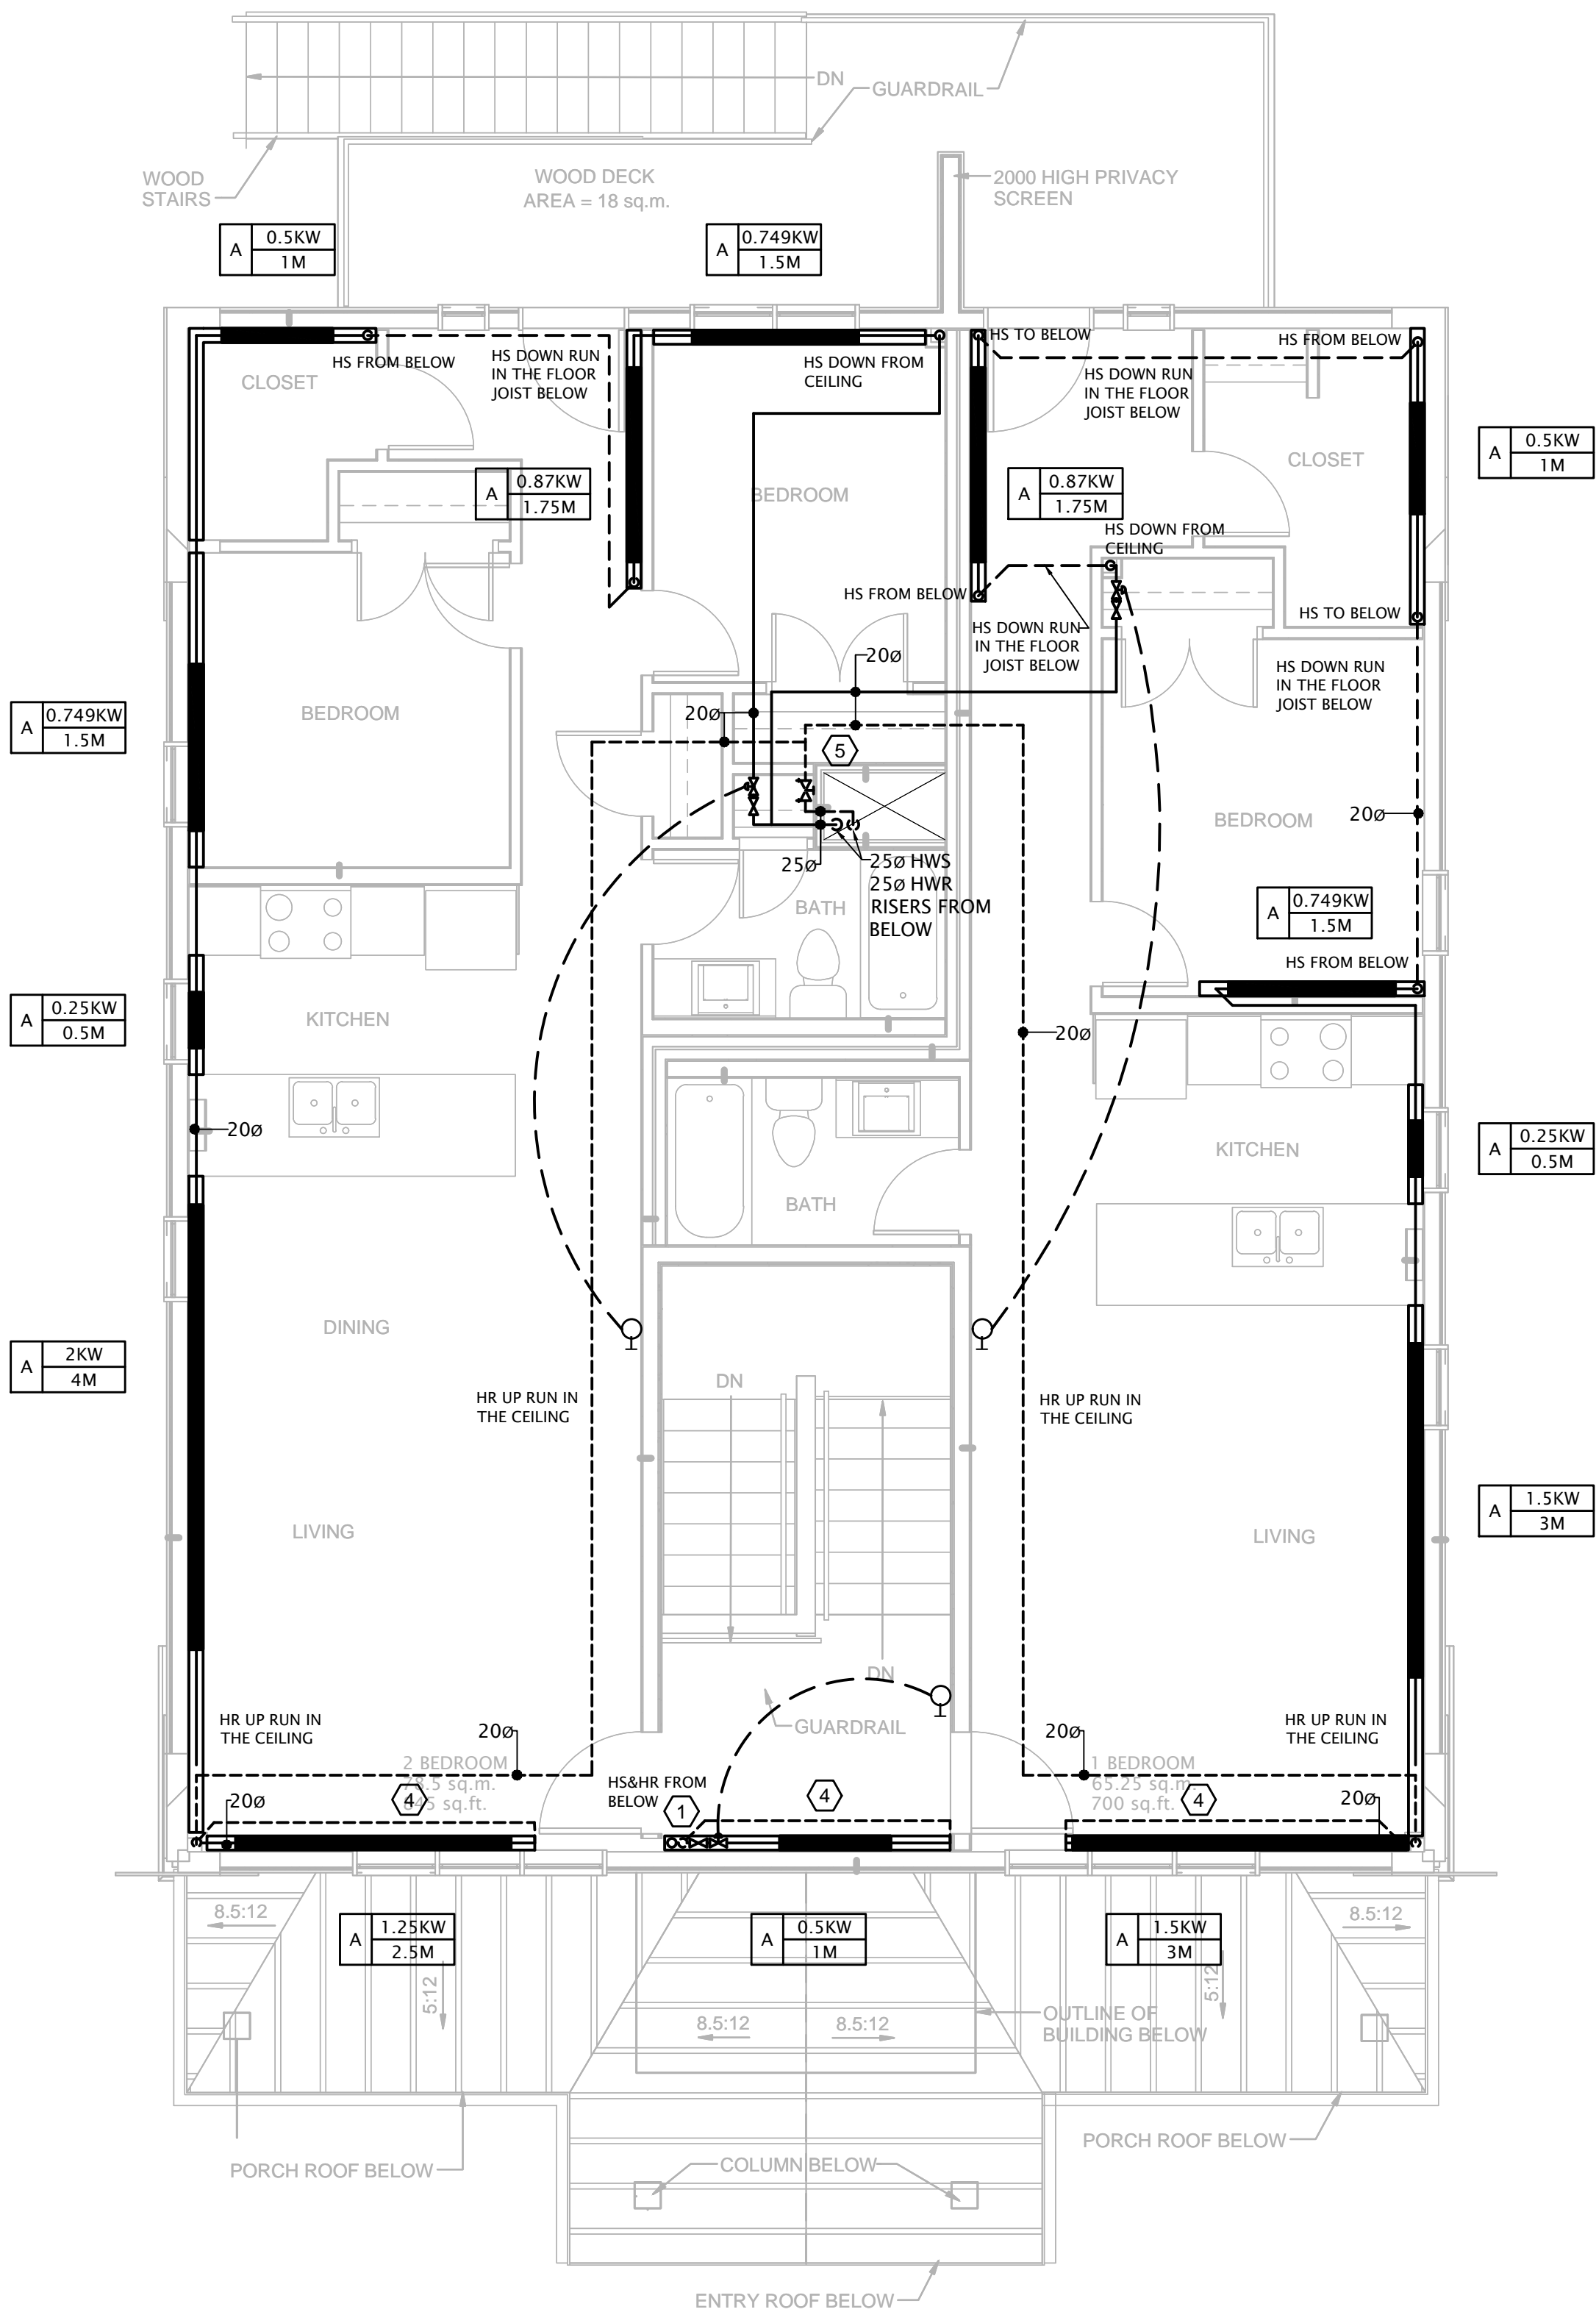 DN
GUARDRAIL
WOOD
STAIRS
WOOD DECK
AREA = 18 sq.m.
2000 HIGH PRIVACY
SCREEN
A
0.5KW
1M
A
0.749KW
1.5M
HS FROM BELOW
HS DOWN RUN
IN THE FLOOR
JOIST BELOW
HS DOWN FROM
CEILING
HS TO BELOW
HS FROM BELOW
HS DOWN RUN
IN THE FLOOR
JOIST BELOW
CLOSET
CLOSET
A
0.5KW
1M
A
0.87KW
1.75M
BEDROOM
A
0.87KW
1.75M
HS DOWN FROM
CEILING
HS FROM BELOW
HS TO BELOW
HS DOWN RUN
IN THE FLOOR
JOIST BELOW
20ø
HS DOWN RUN
IN THE FLOOR
JOIST BELOW
A
0.749KW
1.5M
BEDROOM
20ø
5
20ø
BEDROOM
25ø
25ø HWS
25ø HWR
RISERS FROM
BELOW
BATH
A
0.749KW
1.5M
HS FROM BELOW
A
0.25KW
0.5M
KITCHEN
20ø
20ø
KITCHEN
A
0.25KW
0.5M
BATH
DINING
A
2KW
4M
DN
HR UP RUN IN
THE CEILING
HR UP RUN IN
THE CEILING
LIVING
LIVING
A
1.5KW
3M
DN
HR UP RUN IN
THE CEILING
20ø
GUARDRAIL
20ø
HR UP RUN IN
THE CEILING
2 BEDROOM
78.5 sq.m.
845 sq.ft.
4
20ø
HS&HR FROM
BELOW
1
4
1 BEDROOM
65.25 sq.m.
700 sq.ft.
4
20ø
8.5:12
A
1.25KW
2.5M
A
0.5KW
1M
A
1.5KW
3M
8.5:12
5:12
5:12
8.5:12
8.5:12
OUTLINE OF
BUILDING BELOW
PORCH ROOF BELOW
COLUMN BELOW
PORCH ROOF BELOW
ENTRY ROOF BELOW